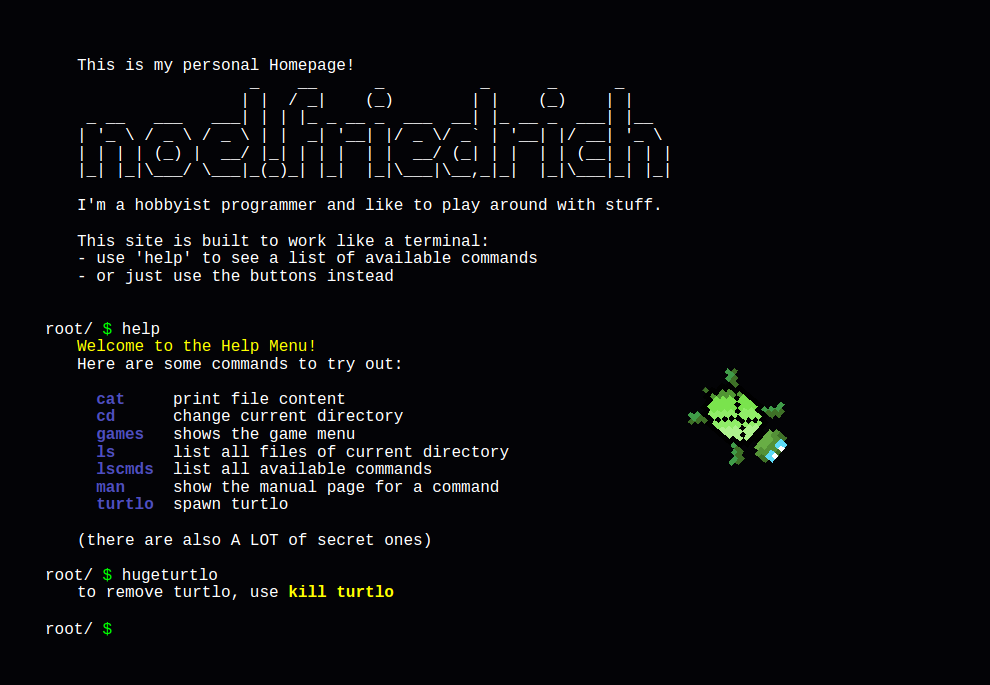 This is my personal Homepage!
noel.friedrich
I'm a hobbyist programmer and like to play around with stuff.
This site is built to work like a terminal:
- use 'help' to see a list of available commands
- or just use the buttons instead
root/ $ help
Welcome to the Help Menu!
Here are some commands to try out:
cat print file content
cd change current directory
games shows the game menu
ls list all files of current directory
lscmds list all available commands
man show the manual page for a command
turtlo spawn turtlo
(there are also A LOT of secret ones)
root/ $ hugeturtlo
to remove turtlo, use kill turtlo
root/ $